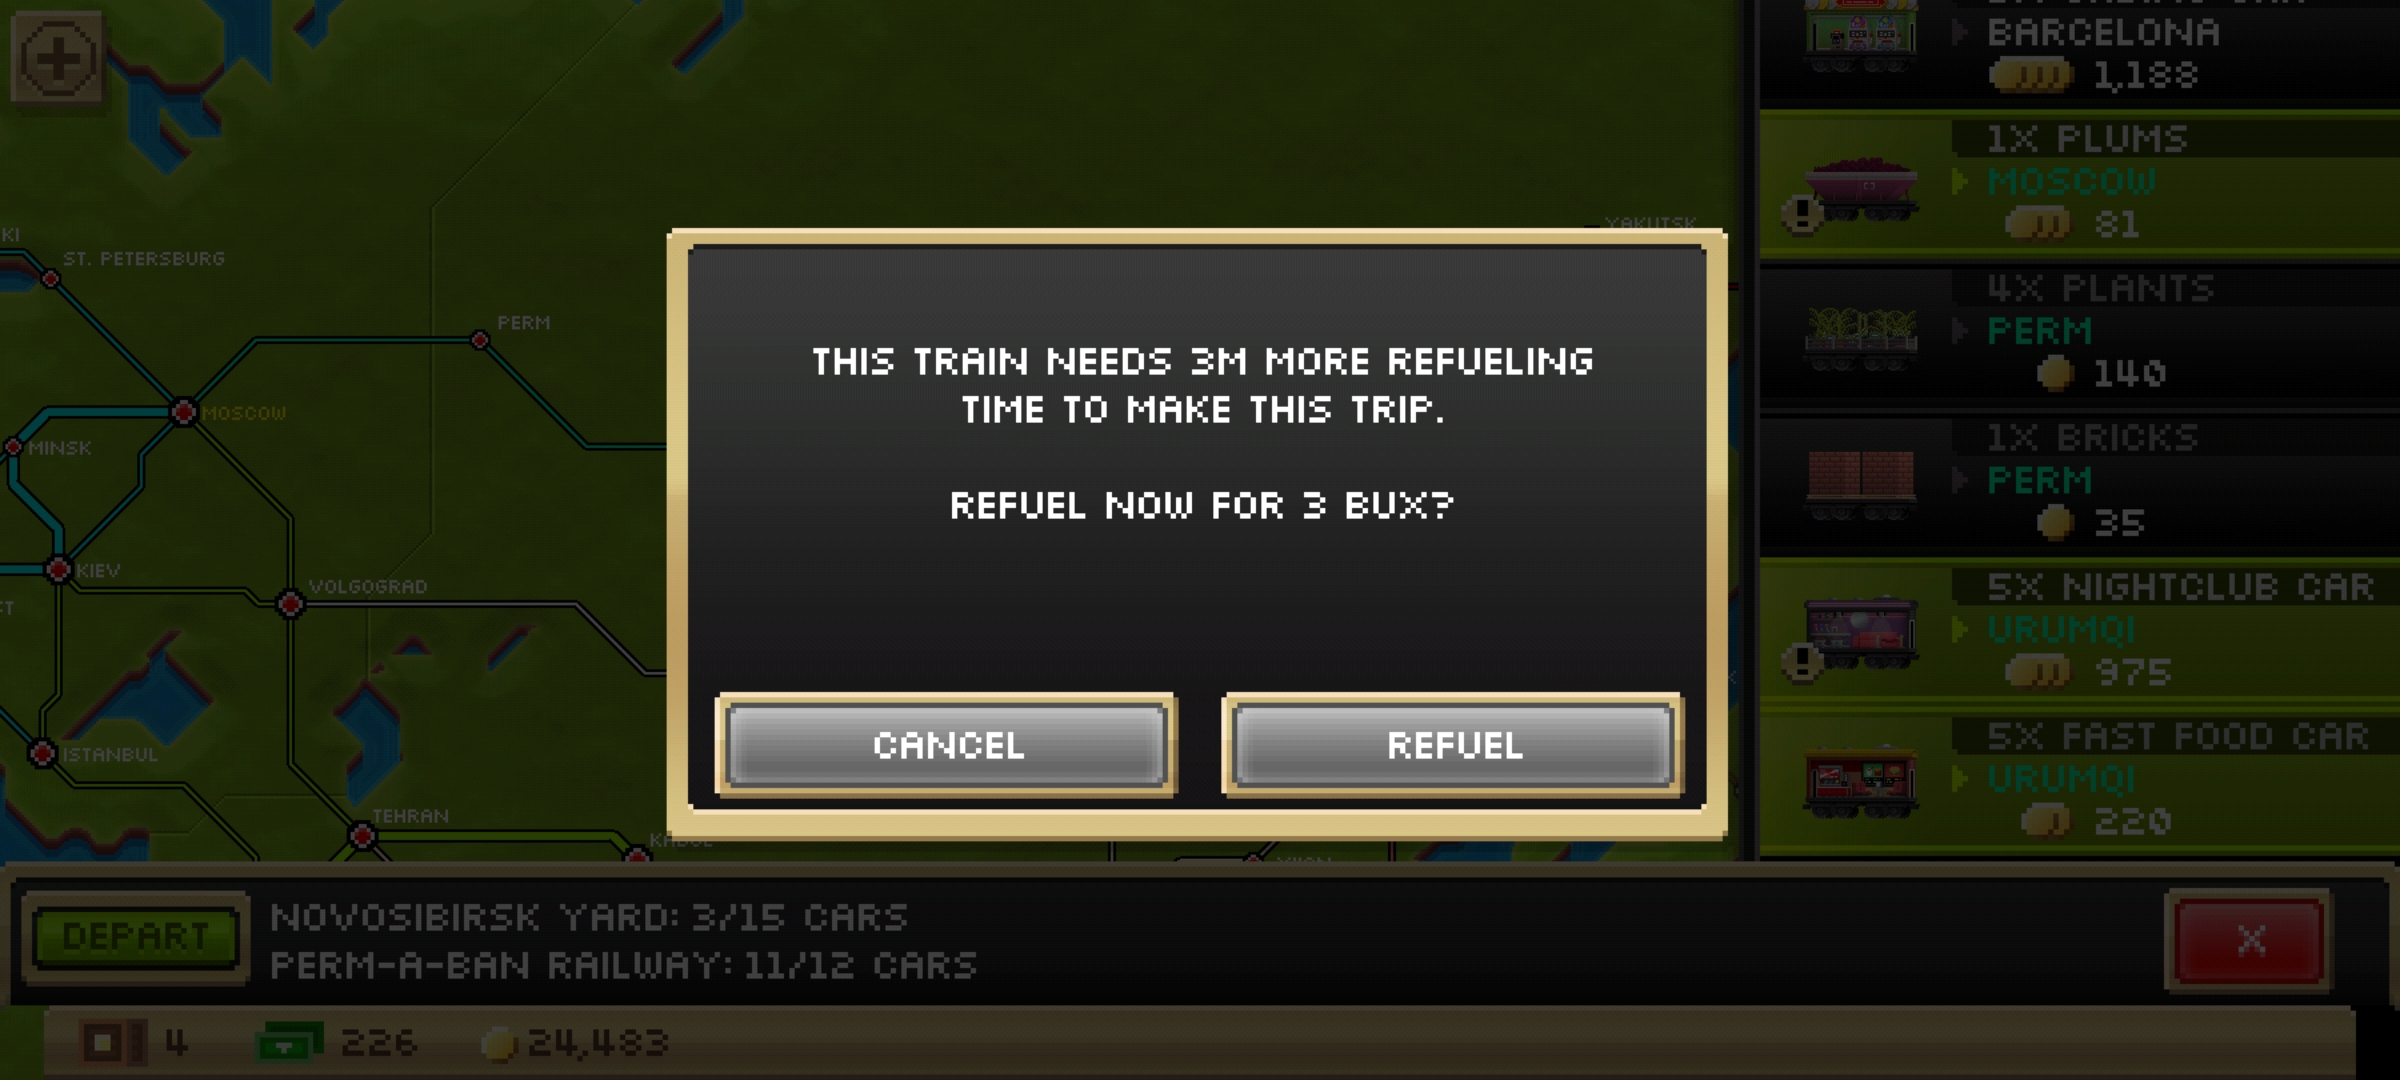 BARCELONA
1,188
1X PLUMS
MOSCOW
81
YAKUTSK
KI
ST. PETERSBURG
4X PLANTS
PERM
140
PERM
THIS TRAIN NEEDS 3M MORE REFUELING
TIME TO MAKE THIS TRIP.
REFUEL NOW FOR 3 BUX?
MOSCOW
MINSK
1X BRICKS
PERM
35
KIEV
VOLGOGRAD
5X NIGHTCLUB CAR
URUMQI
975
ISTANBUL
CANCEL
REFUEL
5X FAST FOOD CAR
URUMQI
220
TEHRAN
KABUL
DEPART
NOVOSIBIRSK YARD: 3/15 CARS
PERM-A-BAN RAILWAY: 11/12 CARS
X
4
226
24,483